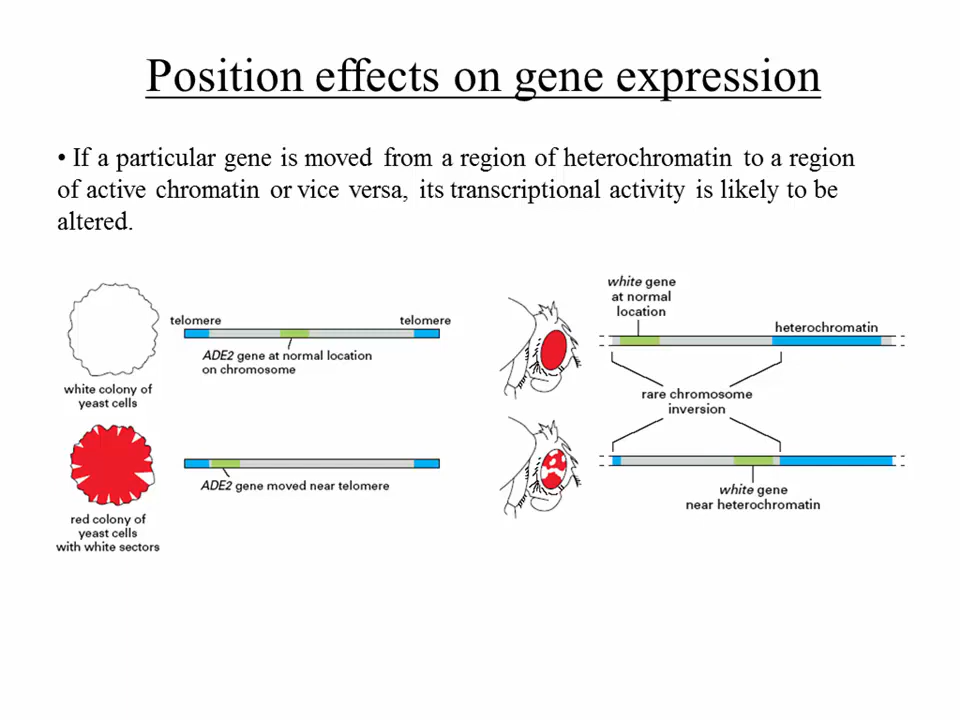 Position effects on gene expression
• If a particular gene is moved from a region of heterochromatin to a region
of active chromatin or vice versa, its transcriptional activity is likely to be
altered.
telomere
telomere
ADE2 gene at normal location
on chromosome
white colony of
yeast cells
ADE2 gene moved near telomere
red colony of
yeast cells
with white sectors
white gene
at normal
location
heterochromatin
rare chromosome
inversion
white gene
near heterochromatin